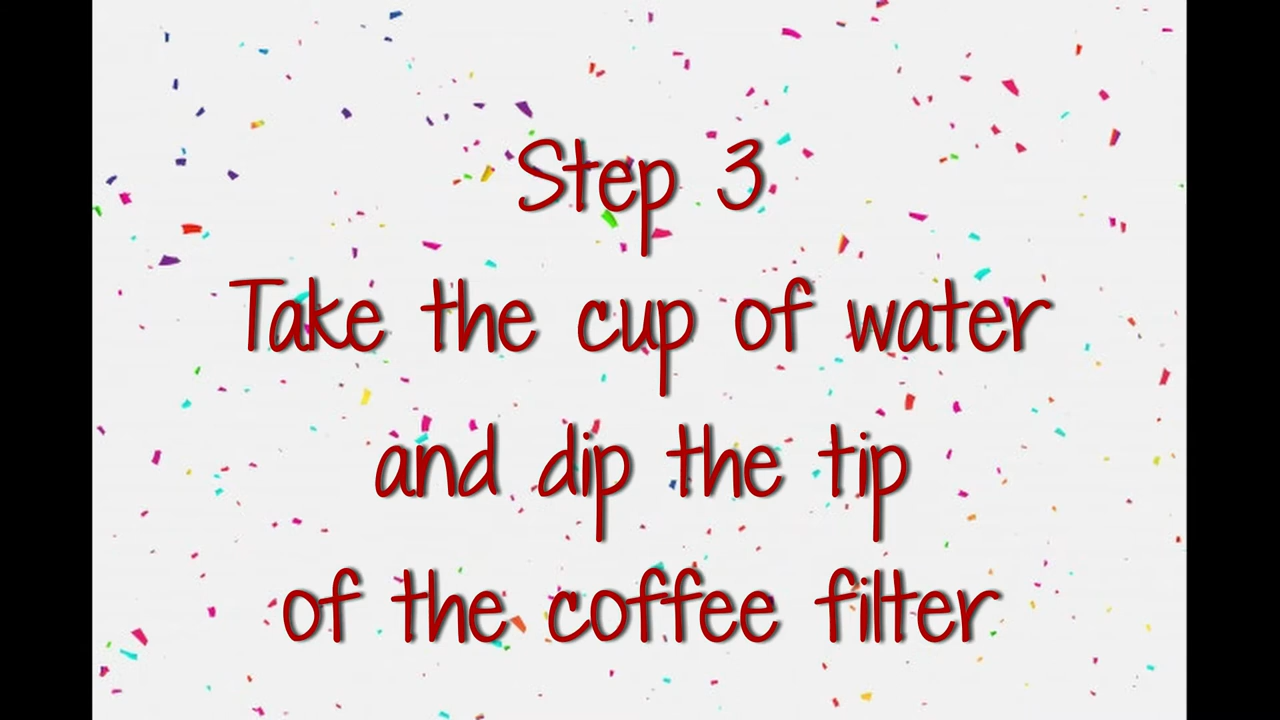 Step 3
Take the cup of water
and dip the tip
of the coffee filter